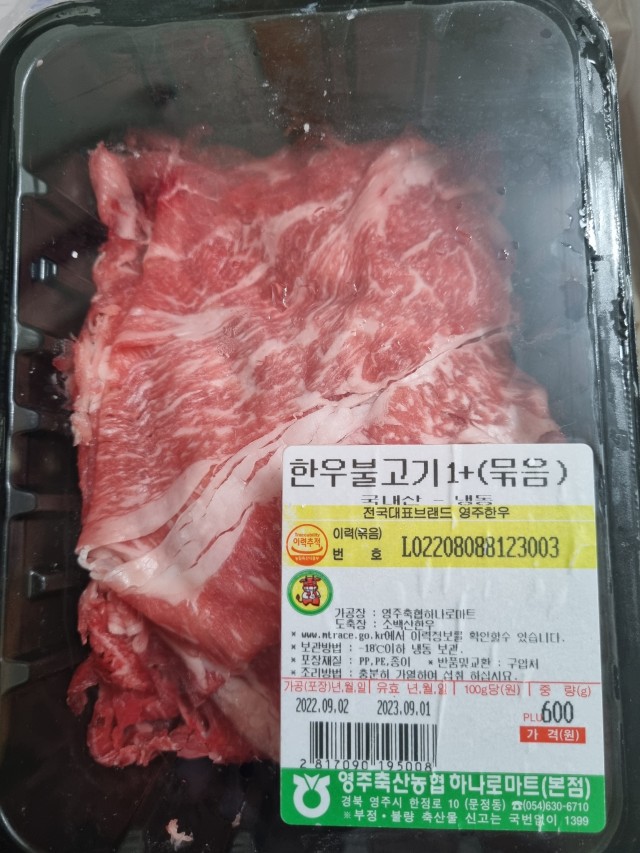 한우불고기1+(묶음)
국내산 - 냉동
전국대표브랜드 영주한우
이력추적
이력(묶음)
번 호 L02208088123003
가공장 : 영주축협하나로마트
도축장 : 소백산한우
* www.mtrace.go.kr에서 이력정보를 확인할수 있습니다.
* 보관방법 : -18℃이하 냉동 보관.
* 포장재질 : PP,PE,종이 * 반품및교환 : 구입처
* 조리방법 : 충분히 가열하여 섭취 하십시요.
가공(포장)년,월,일 유효 년,월,일 100g당(원) 중 량(g)
2022.09.02 2023.09.01 PLU 600
가 격(원)
2 817090 195008
영주축산농협 하나로마트(본점)
경북 영주시 한정로 10 (문정동) ☎(054)630-6710
※부정·불량 축산물 신고는 국번없이 1399